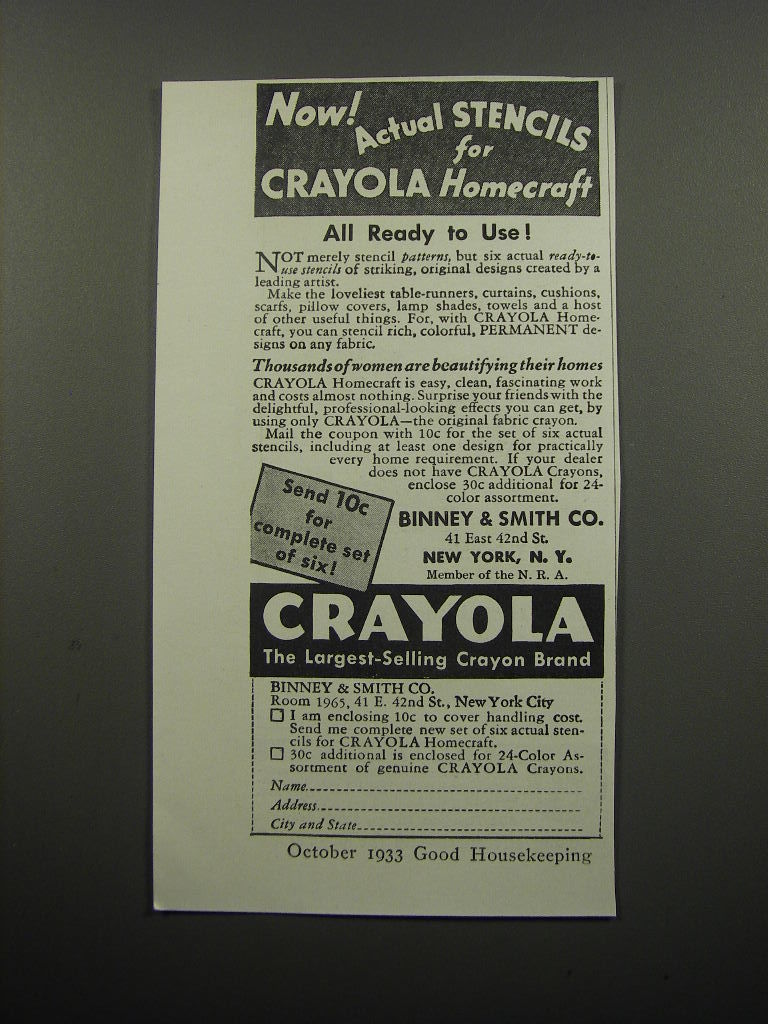 Now! Actual STENCILS
for
CRAYOLA Homecraft
All Ready to Use!
NOT merely stencil patterns, but six actual ready-to-
use stencils of striking, original designs created by a
leading artist.
Make the loveliest table-runners, curtains, cushions,
scarfs, pillow covers, lamp shades, towels and a host
of other useful things. For, with CRAYOLA Home-
craft, you can stencil rich, colorful, PERMANENT de-
signs on any fabric.
Thousands of women are beautifying their homes
CRAYOLA Homecraft is easy, clean, fascinating work
and costs almost nothing. Surprise your friends with the
delightful, professional-looking effects you can get, by
using only CRAYOLA—the original fabric crayon.
Mail the coupon with 10c for the set of six actual
stencils, including at least one design for practically
every home requirement. If your dealer
does not have CRAYOLA Crayons,
enclose 30c additional for 24-
color assortment.
Send 10c
for
complete set
of six!
BINNEY & SMITH CO.
41 East 42nd St.
NEW YORK, N. Y.
Member of the N. R. A.
CRAYOLA
The Largest-Selling Crayon Brand
BINNEY & SMITH CO.
Room 1965, 41 E. 42nd St., New York City
I am enclosing 10c to cover handling cost.
Send me complete new set of six actual sten-
cils for CRAYOLA Homecraft.
30c additional is enclosed for 24-Color As-
sortment of genuine CRAYOLA Crayons.
Name
Address
City and State
October 1933 Good Housekeeping